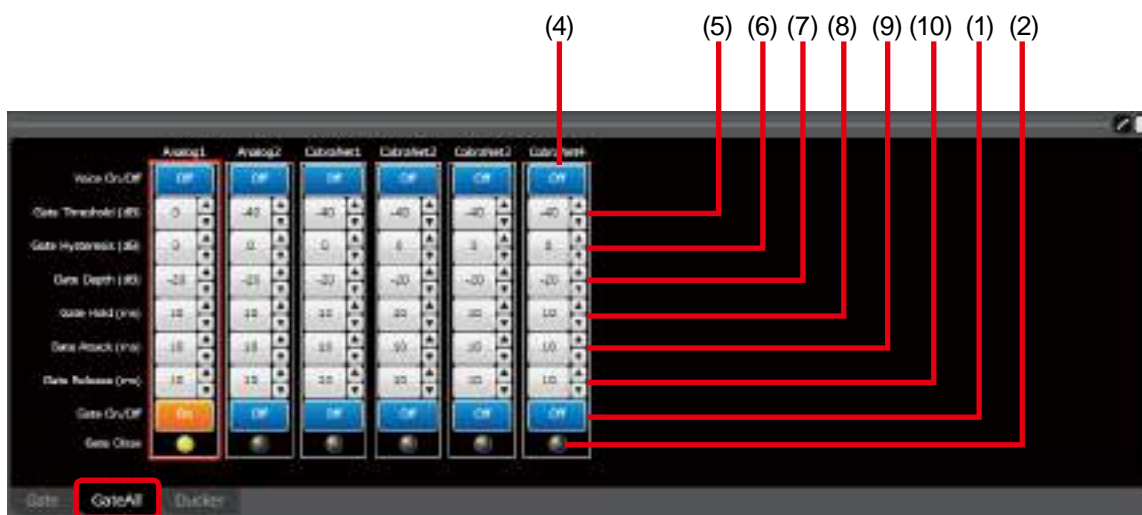 (4) (5) (6) (7) (8) (9) (10) (1) (2)
Analog1 Analog2 CobraNet1 CobraNet2 CobraNet3 CobraNet4
Voice On/Off Off Off Off Off Off Off
Gate Threshold (dB) 0 -40 -40 -40 -40 -40
Gate Hysteresis (dB) 0 0 0 0 0 0
Gate Depth (dB) -20 -20 -20 -20 -20 -20
Gate Hold (ms) 10 10 10 10 10 10
Gate Attack (ms) 10 10 10 10 10 10
Gate Release (ms) 10 10 10 10 10 10
Gate On/Off On Off Off Off Off Off
Gate Close
Gate GateAll Ducker